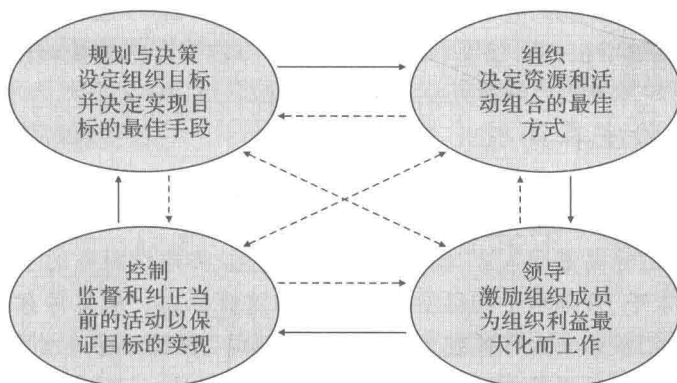 规划与决策
设定组织目标
并决定实现目
标的最佳手段
组织
决定资源和活
动组合的最佳
方式
控制
监督和纠正当
前的活动以保
证目标的实现
领导
激励组织成员
为组织利益最
大化而工作